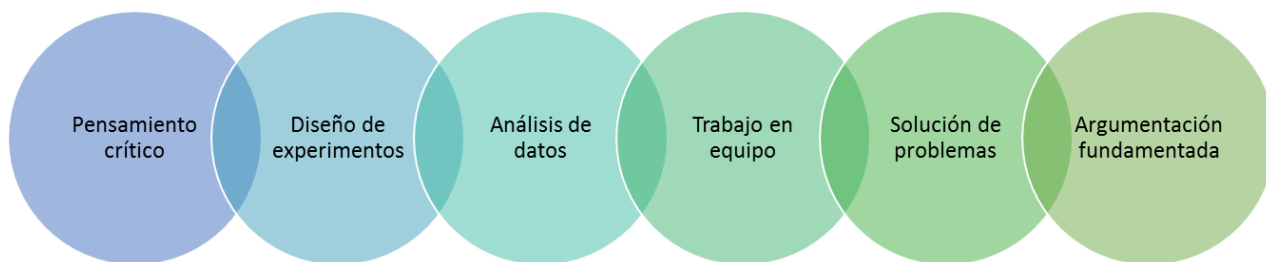 Pensamiento
crítico
Diseño de
experimentos
Análisis de
datos
Trabajo en
equipo
Solución de
problemas
Argumentación
fundamentada